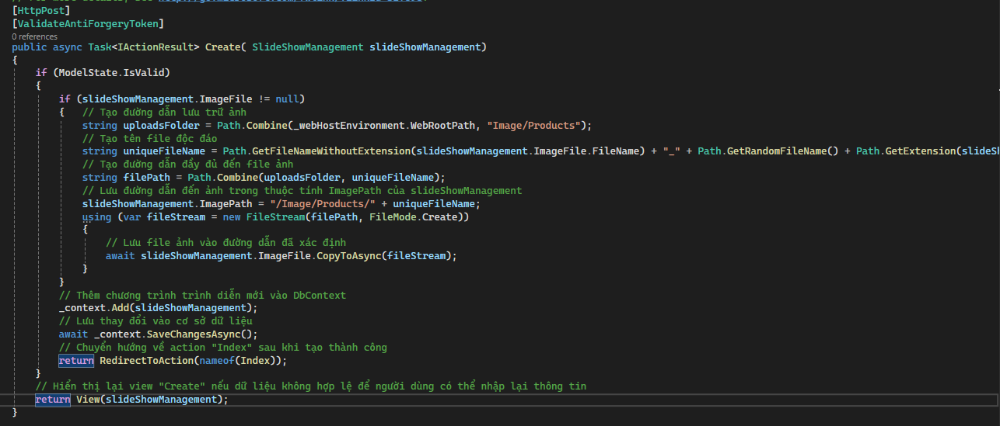 [HttpPost]
[ValidateAntiForgeryToken]
0 references
public async Task<IActionResult> Create( SlideShowManagement slideShowManagement)
{
if (ModelState.IsValid)
{
if (slideShowManagement.ImageFile != null)
{ // Tạo đường dẫn lưu trữ ảnh
string uploadsFolder = Path.Combine(_webHostEnvironment.WebRootPath, "Image/Products");
// Tạo tên file độc đáo
string uniqueFileName = Path.GetFileNameWithoutExtension(slideShowManagement.ImageFile.FileName) + "_" + Path.GetRandomFileName() + Path.GetExtension(slideSh
// Tạo đường dẫn đầy đủ đến file ảnh
string filePath = Path.Combine(uploadsFolder, uniqueFileName);
// Lưu đường dẫn đến ảnh trong thuộc tính ImagePath của slideShowManagement
slideShowManagement.ImagePath = "/Image/Products/" + uniqueFileName;
using (var fileStream = new FileStream(filePath, FileMode.Create))
{
// Lưu file ảnh vào đường dẫn đã xác định
await slideShowManagement.ImageFile.CopyToAsync(fileStream);
}
}
// Thêm chương trình trình diễn mới vào DbContext
_context.Add(slideShowManagement);
// Lưu thay đổi vào cơ sở dữ liệu
await _context.SaveChangesAsync();
// Chuyển hướng về action "Index" sau khi tạo thành công
return RedirectToAction(nameof(Index));
}
// Hiển thị lại view "Create" nếu dữ liệu không hợp lệ để người dùng có thể nhập lại thông tin
return View(slideShowManagement);
}